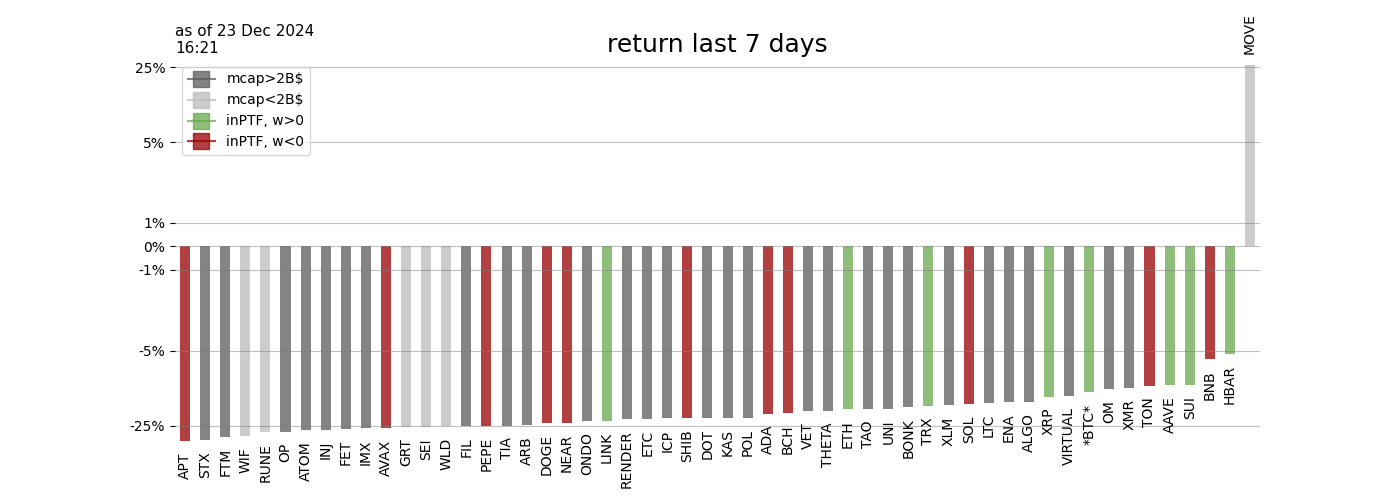 as of 23 Dec 2024
16:21
return last 7 days
MOVE
25%
5%
1%
0%
-1%
-5%
-25%
mcap>2B$
mcap<2B$
inPTF, w>0
inPTF, w<0
APT
STX
FTM
WIF
RUNE
OP
ATOM
INJ
FET
IMX
AVAX
GRT
SEI
WLD
FIL
PEPE
TIA
ARB
DOGE
NEAR
ONDO
LINK
RENDER
ETC
ICP
SHIB
DOT
KAS
POL
ADA
BCH
VET
THETA
ETH
TAO
UNI
BONK
TRX
XLM
SOL
LTC
ENA
ALGO
XRP
VIRTUAL
*BTC*
OM
XMR
TON
AAVE
SUI
BNB
HBAR